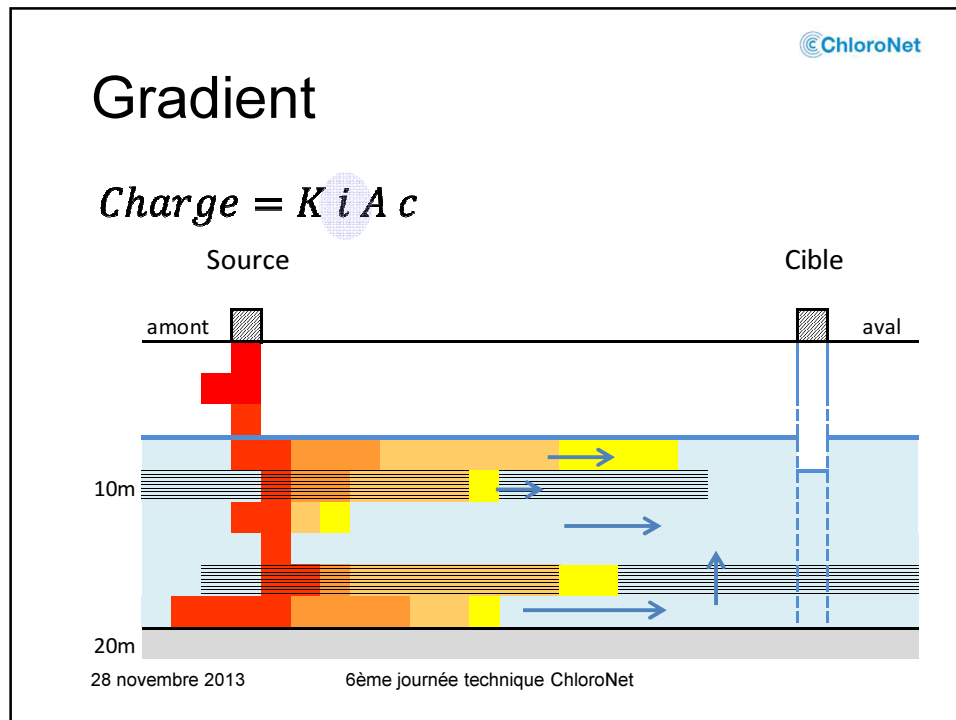 ChloroNet
Gradient
Charge = K i A c
Source
Cible
amont
aval
10m
20m
28 novembre 2013
6ème journée technique ChloroNet